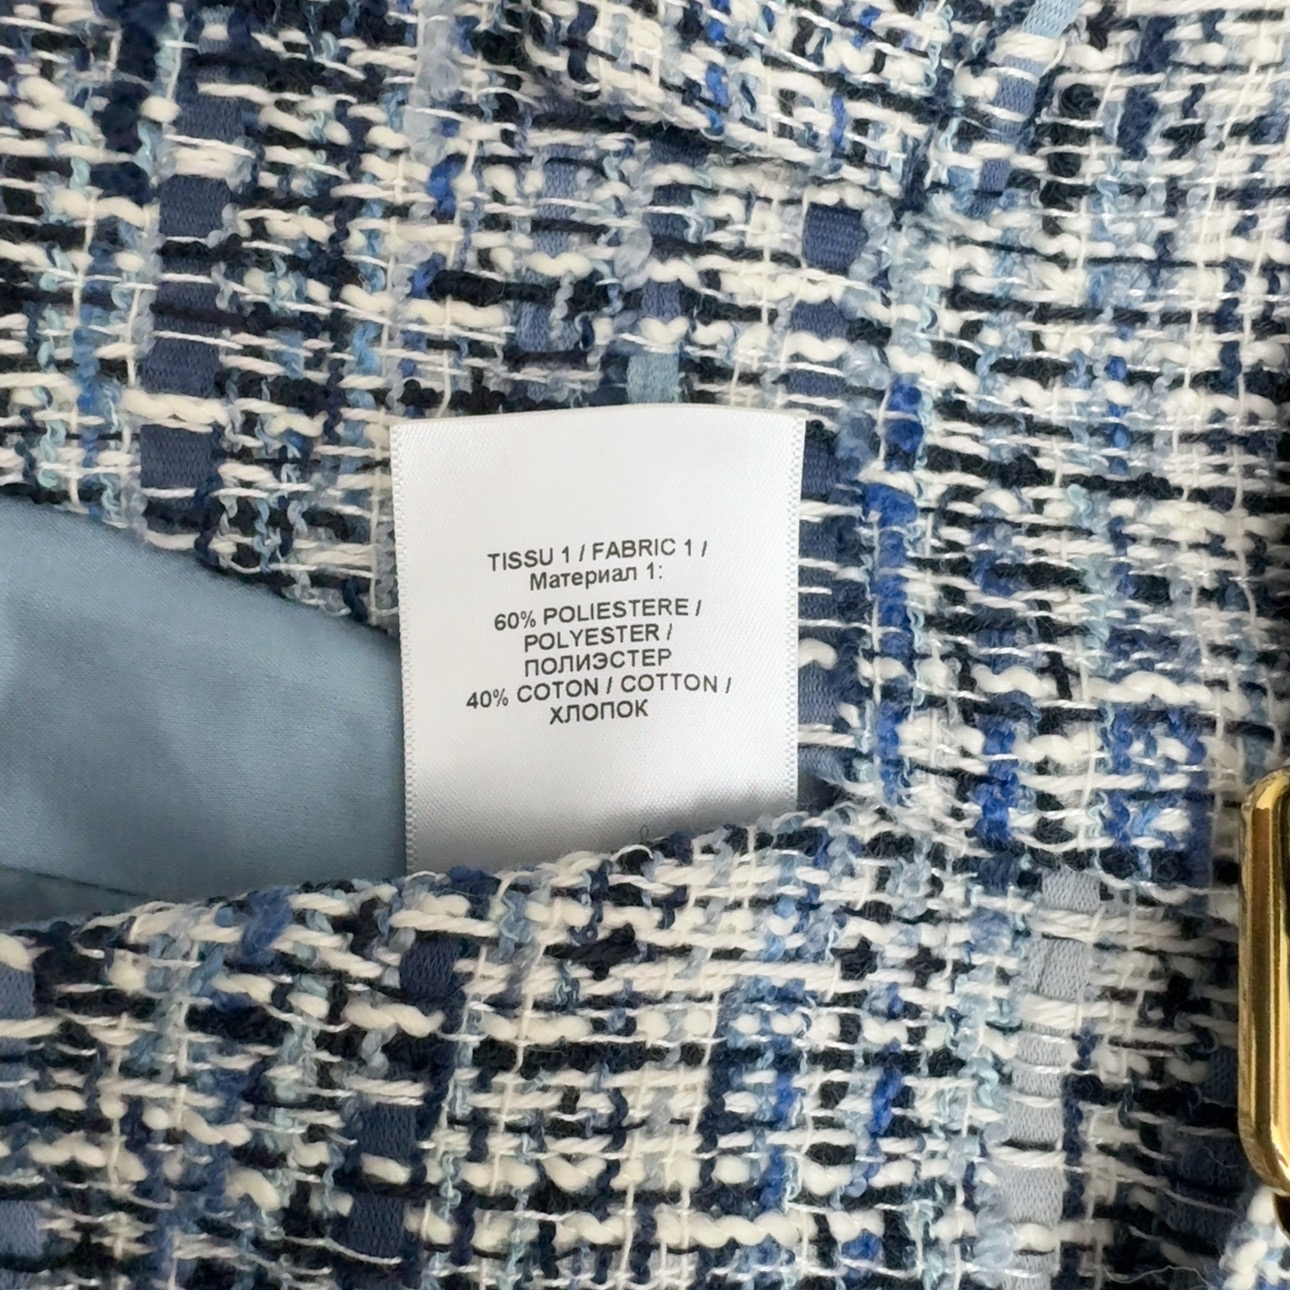 TISSU 1 / FABRIC 1 /
Материал 1:
60% POLIESTERE /
POLYESTER /
ПОЛИЭСТЕР
40% COTON / COTTON /
ХЛОПОК